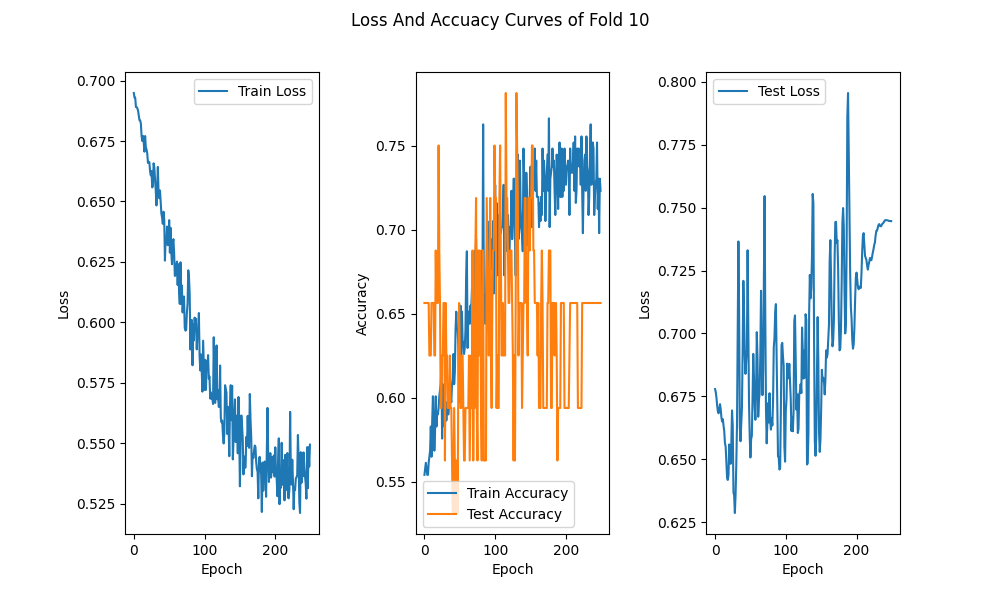 Loss And Accuacy Curves of Fold 10
0.700
0.675
0.650
0.625
0.600
0.575
0.550
0.525
Loss
0 100 200
Epoch
Train Loss
0.75
0.70
0.65
0.60
0.55
Accuracy
0 100 200
Epoch
Train Accuracy
Test Accuracy
0.800
0.775
0.750
0.725
0.700
0.675
0.650
0.625
Loss
0 100 200
Epoch
Test Loss